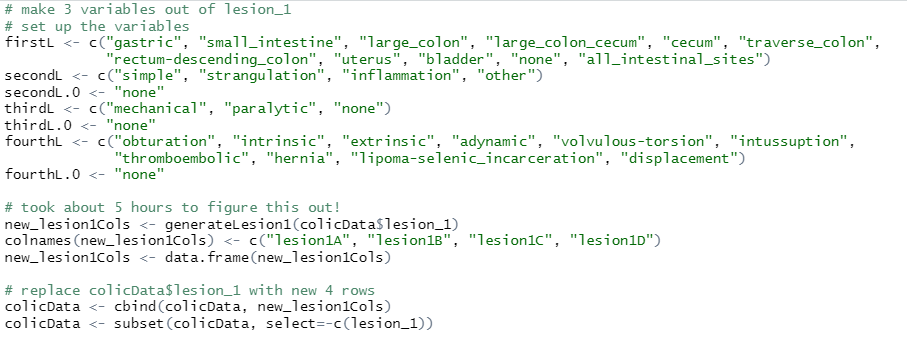 # make 3 variables out of lesion_1
# set up the variables
firstL <- c("gastric", "small_intestine", "large_colon", "large_colon_cecum", "cecum", "traverse_colon",
"rectum-descending_colon", "uterus", "bladder", "none", "all_intestinal_sites")
secondL <- c("simple", "strangulation", "inflammation", "other")
secondL.0 <- "none"
thirdL <- c("mechanical", "paralytic", "none")
thirdL.0 <- "none"
fourthL <- c("obturation", "intrinsic", "extrinsic", "adynamic", "volvulous-torsion", "intussuption",
"thromboembolic", "hernia", "lipoma-selenic_incarceration", "displacement")
fourthL.0 <- "none"
# took about 5 hours to figure this out!
new_lesion1Cols <- generateLesion1(colicData$lesion_1)
colnames(new_lesion1Cols) <- c("lesion1A", "lesion1B", "lesion1C", "lesion1D")
new_lesion1Cols <- data.frame(new_lesion1Cols)
# replace colicData$lesion_1 with new 4 rows
colicData <- cbind(colicData, new_lesion1Cols)
colicData <- subset(colicData, select=-c(lesion_1))